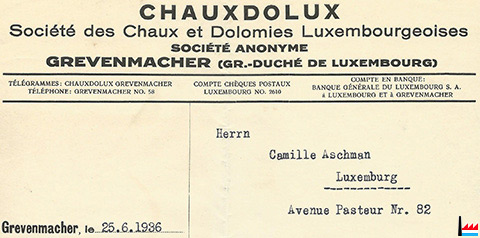 CHAUXDOLUX
Société des Chaux et Dolomies Luxembourgeoises
SOCIÉTÉ ANONYME
GREVENMACHER (GR.-DUCHÉ DE LUXEMBOURG)
TÉLÉGRAMMES: CHAUXDOLUX GREVENMACHER
TÉLÉPHONE: GREVENMACHER NO. 58
COMPTE CHÈQUES POSTAUX
LUXEMBOURG NO. 2610
COMPTE EN BANQUE:
BANQUE GÉNÉRALE DU LUXEMBOURG S. A.
à LUXEMBOURG ET à GREVENMACHER
Herrn
Camille Aschman
Luxemburg
Avenue Pasteur Nr. 82
Grevenmacher, le 25.6.1936